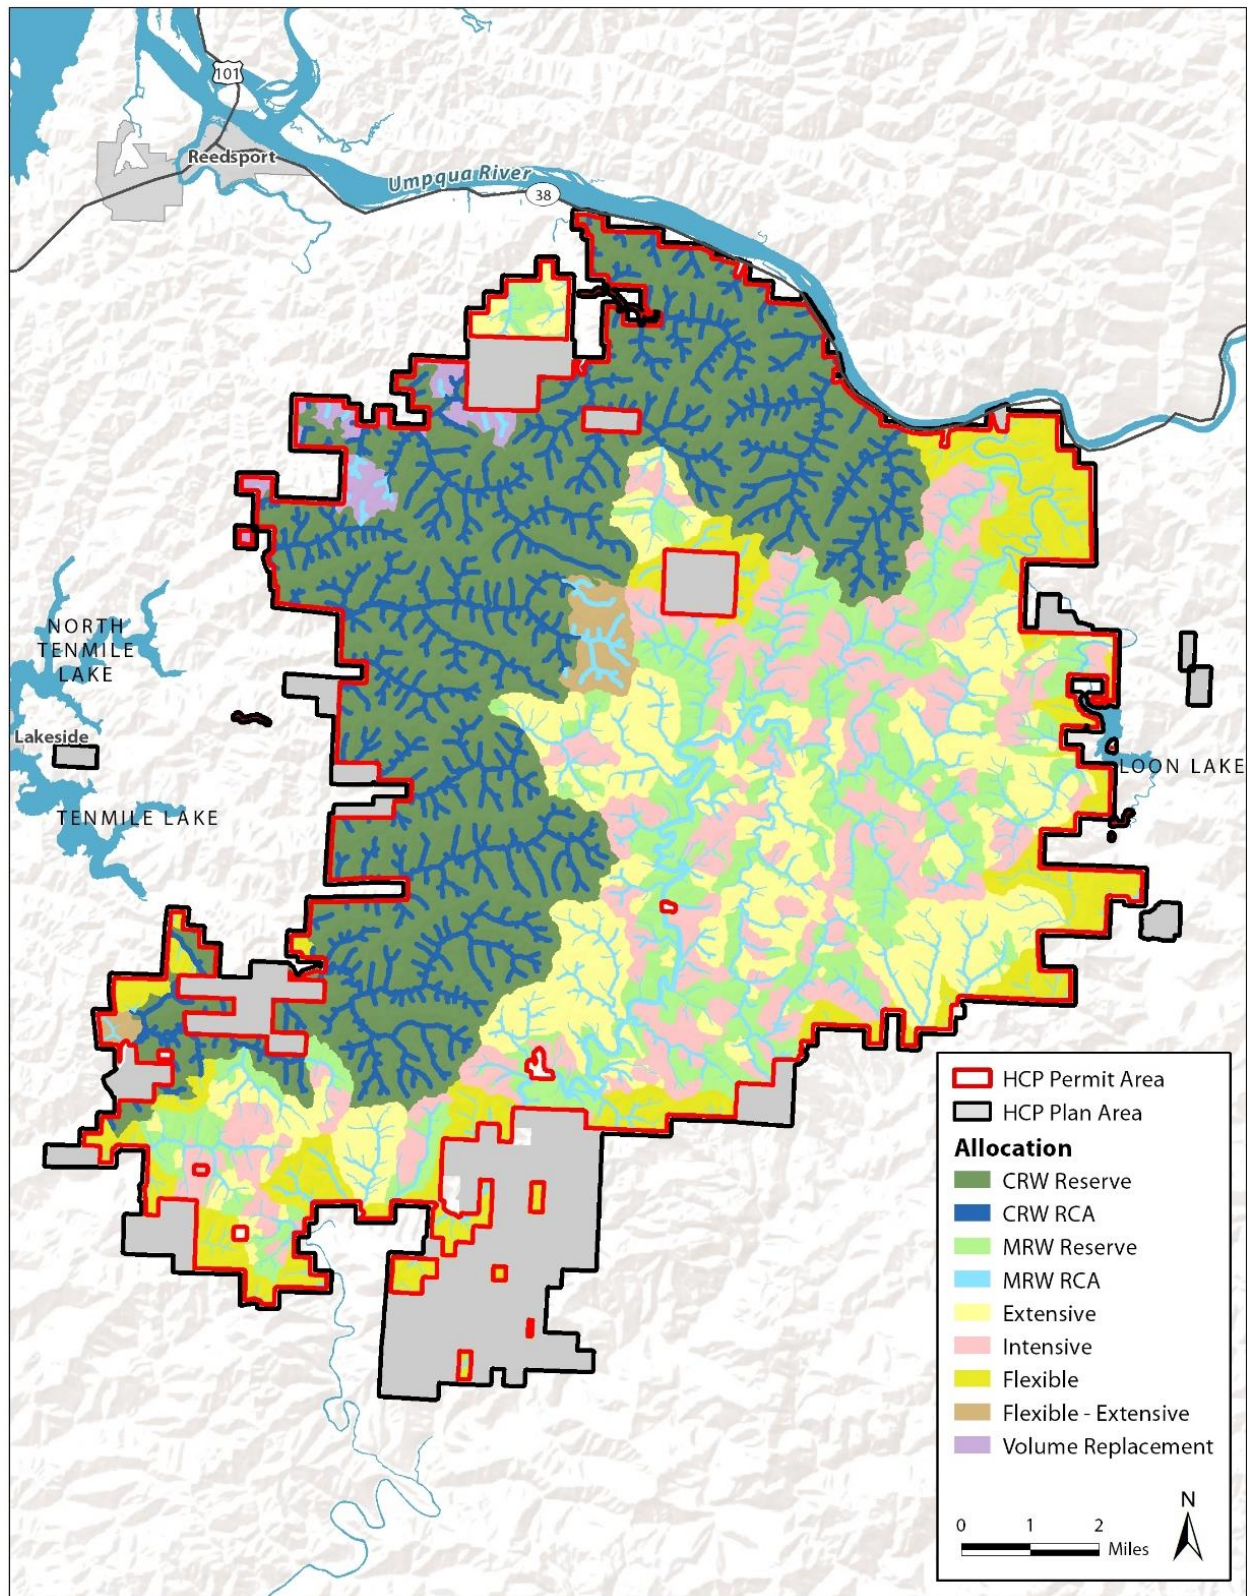 101
Reedsport
Umpqua River
38
NORTH
TENMILE
LAKE
Lakeside
TENMILE LAKE
LOON LAKE
HCP Permit Area
HCP Plan Area
Allocation
CRW Reserve
CRW RCA
MRW Reserve
MRW RCA
Extensive
Intensive
Flexible
Flexible - Extensive
Volume Replacement
N
0 1 2
Miles